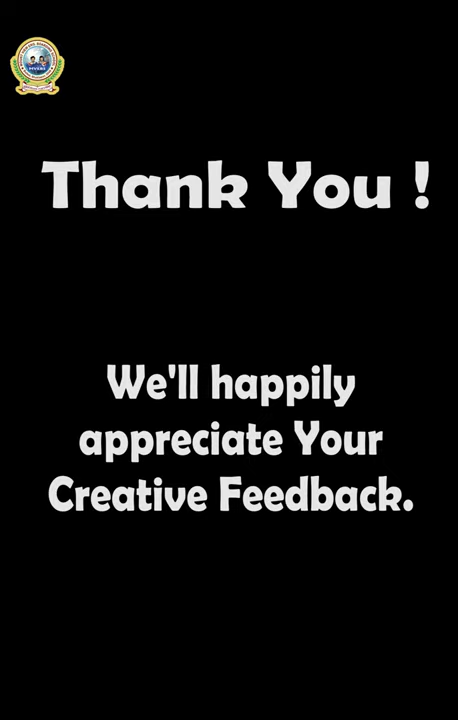 Thank You !
We'll happily
appreciate Your
Creative Feedback.